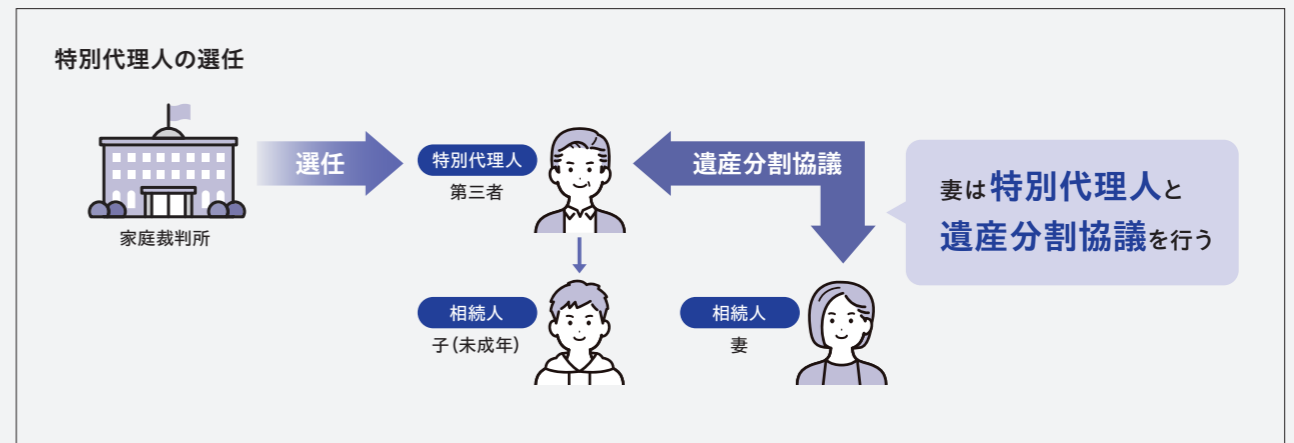 特別代理人の選任
選任
特別代理人
第三者
遺産分割協議
妻は特別代理人と
遺産分割協議を行う
家庭裁判所
相続人
子(未成年)
相続人
妻